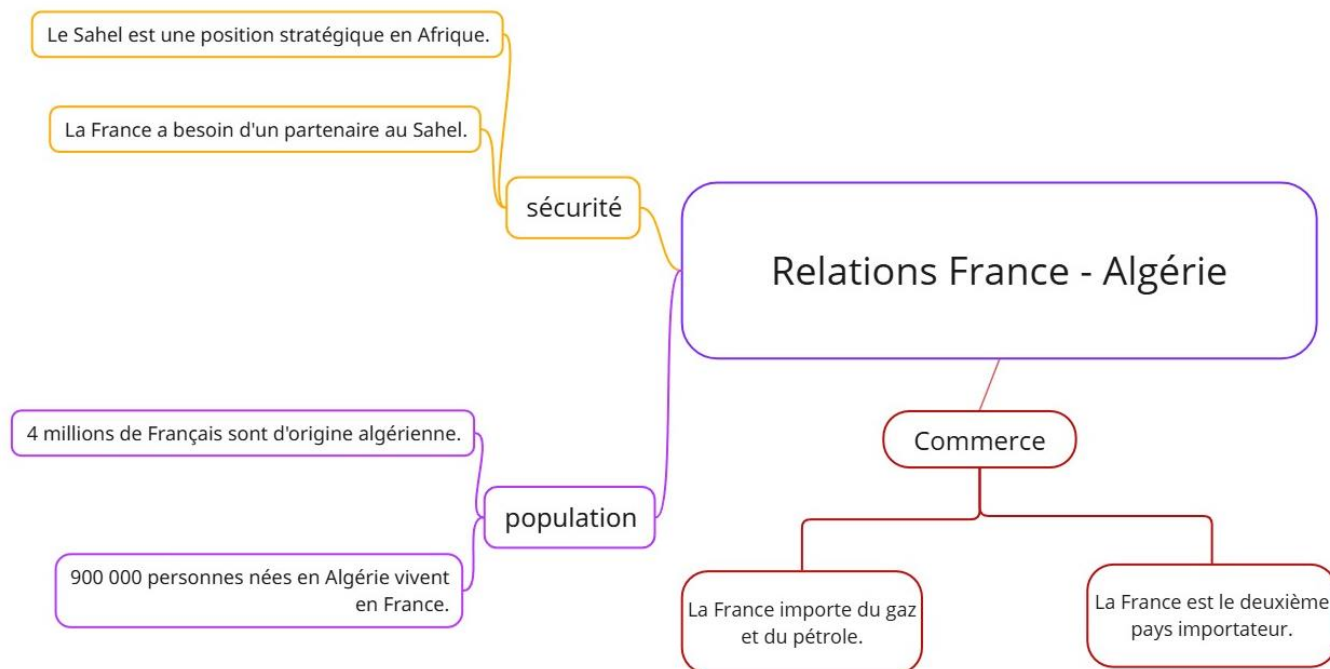 Le Sahel est une position stratégique en Afrique.
La France a besoin d'un partenaire au Sahel.
sécurité
Relations France - Algérie
4 millions de Français sont d'origine algérienne.
population
900 000 personnes nées en Algérie vivent
en France.
Commerce
La France importe du gaz
et du pétrole.
La France est le deuxième
pays importateur.